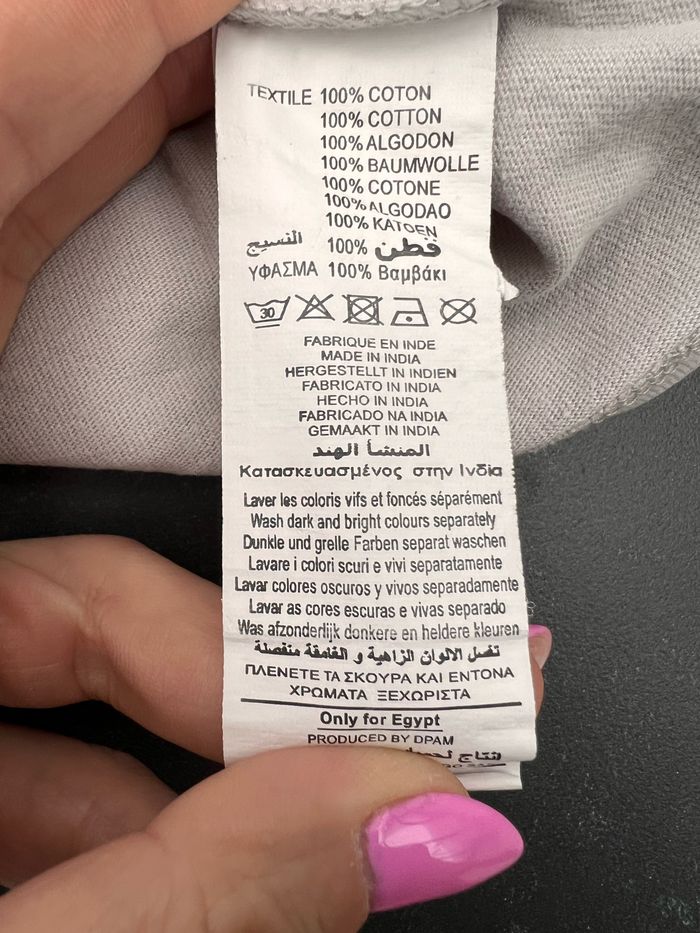 TEXTILE 100% COTON
100% COTTON
100% ALGODON
100% BAUMWOLLE
100% COTONE
100% ALGODAO
100% KATOEN
النسيج 100% قطن
ΥΦΑΣΜΑ 100% Βαμβάκι
30
FABRIQUE EN INDE
MADE IN INDIA
HERGESTELLT IN INDIEN
FABRICATO IN INDIA
HECHO IN INDIA
FABRICADO NA INDIA
GEMAAKT IN INDIA
المنشأ الهند
Κατασκευασμένος στην Ινδία
Laver les coloris vifs et foncés séparément
Wash dark and bright colours separately
Dunkle und grelle Farben separat waschen
Lavare i colori scuri e vivi separatamente
Lavar colores oscuros y vivos separadamente
Lavar as cores escuras e vivas separado
Was afzonderlijk donkere en heldere kleuren
تغسل الالوان الزاهية و الغامقة منفصلة
ΠΛΕΝΕΤΕ ΤΑ ΣΚΟΥΡΑ ΚΑΙ ΕΝΤΟΝΑ
ΧΡΩΜΑΤΑ ΞΕΧΩΡΙΣΤΑ
Only for Egypt
PRODUCED BY DPAM
انتاج